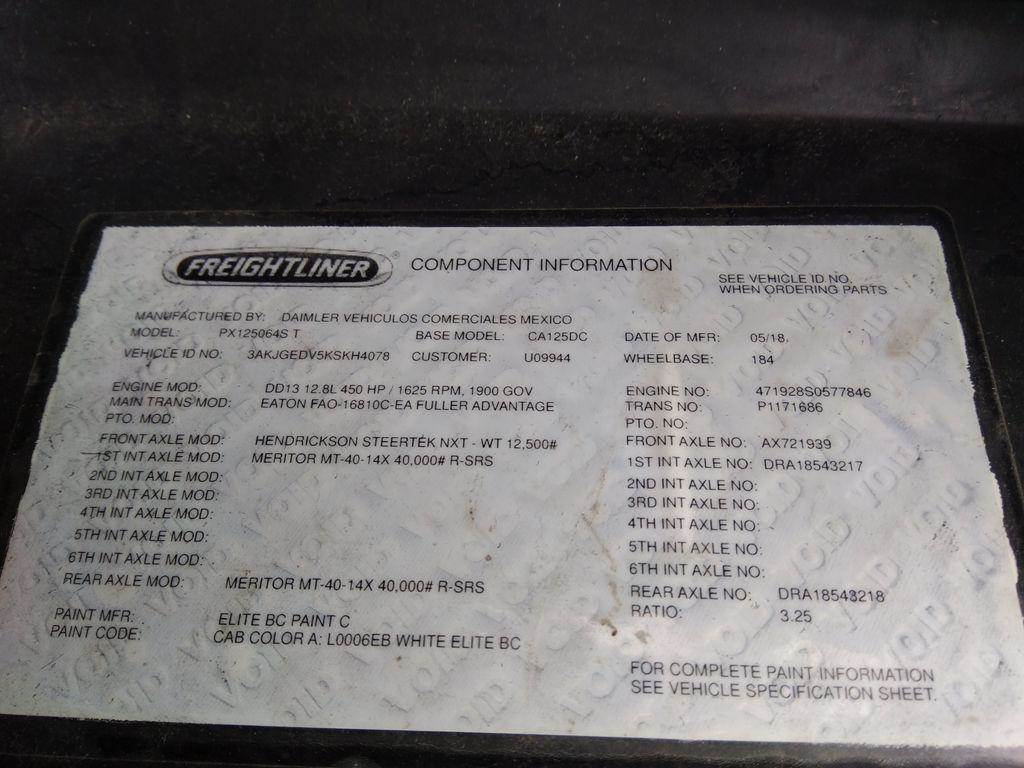 FREIGHTLINER® COMPONENT INFORMATION
SEE VEHICLE ID NO.
WHEN ORDERING PARTS
MANUFACTURED BY: DAIMLER VEHICULOS COMERCIALES MEXICO
MODEL: PX125064S T BASE MODEL: CA125DC DATE OF MFR: 05/18
VEHICLE ID NO: 3AKJGEDV5KSKH4078 CUSTOMER: U09944 WHEELBASE: 184
ENGINE MOD: DD13 12.8L 450 HP / 1625 RPM, 1900 GOV ENGINE NO: 471928S0577846
MAIN TRANS MOD: EATON FAO-16810C-EA FULLER ADVANTAGE TRANS NO: P1171686
PTO. MOD: PTO. NO:
FRONT AXLE MOD: HENDRICKSON STEERTEK NXT - WT 12,500# FRONT AXLE NO: AX721939
1ST INT AXLE MOD: MERITOR MT-40-14X 40,000# R-SRS 1ST INT AXLE NO: DRA18543217
2ND INT AXLE MOD: 2ND INT AXLE NO:
3RD INT AXLE MOD: 3RD INT AXLE NO:
4TH INT AXLE MOD: 4TH INT AXLE NO:
5TH INT AXLE MOD: 5TH INT AXLE NO:
6TH INT AXLE MOD: 6TH INT AXLE NO:
REAR AXLE MOD: MERITOR MT-40-14X 40,000# R-SRS REAR AXLE NO: DRA18543218
RATIO: 3.25
PAINT MFR: ELITE BC PAINT C
PAINT CODE: CAB COLOR A: L0006EB WHITE ELITE BC
FOR COMPLETE PAINT INFORMATION
SEE VEHICLE SPECIFICATION SHEET.